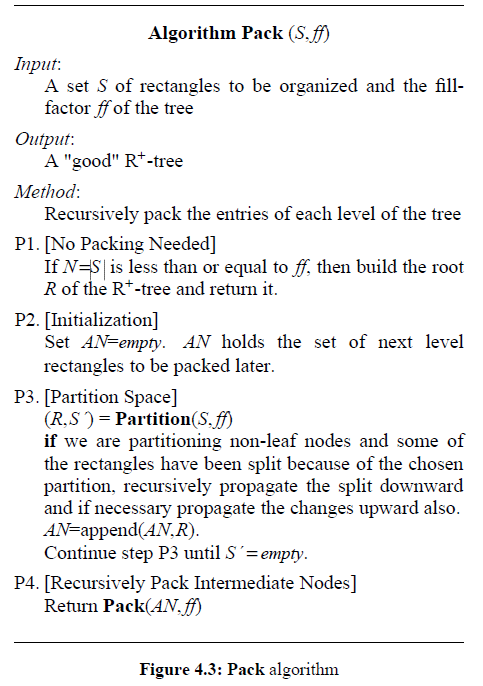 Algorithm Pack (S,ff)
Input:
A set S of rectangles to be organized and the fill-
factor ff of the tree
Output:
A "good" R+-tree
Method:
Recursively pack the entries of each level of the tree
P1. [No Packing Needed]
If N=|S| is less than or equal to ff, then build the root
R of the R+-tree and return it.
P2. [Initialization]
Set AN=empty. AN holds the set of next level
rectangles to be packed later.
P3. [Partition Space]
(R,S´) = Partition(S,ff)
if we are partitioning non-leaf nodes and some of
the rectangles have been split because of the chosen
partition, recursively propagate the split downward
and if necessary propagate the changes upward also.
AN=append(AN,R).
Continue step P3 until S´=empty.
P4. [Recursively Pack Intermediate Nodes]
Return Pack(AN,ff)
Figure 4.3: Pack algorithm